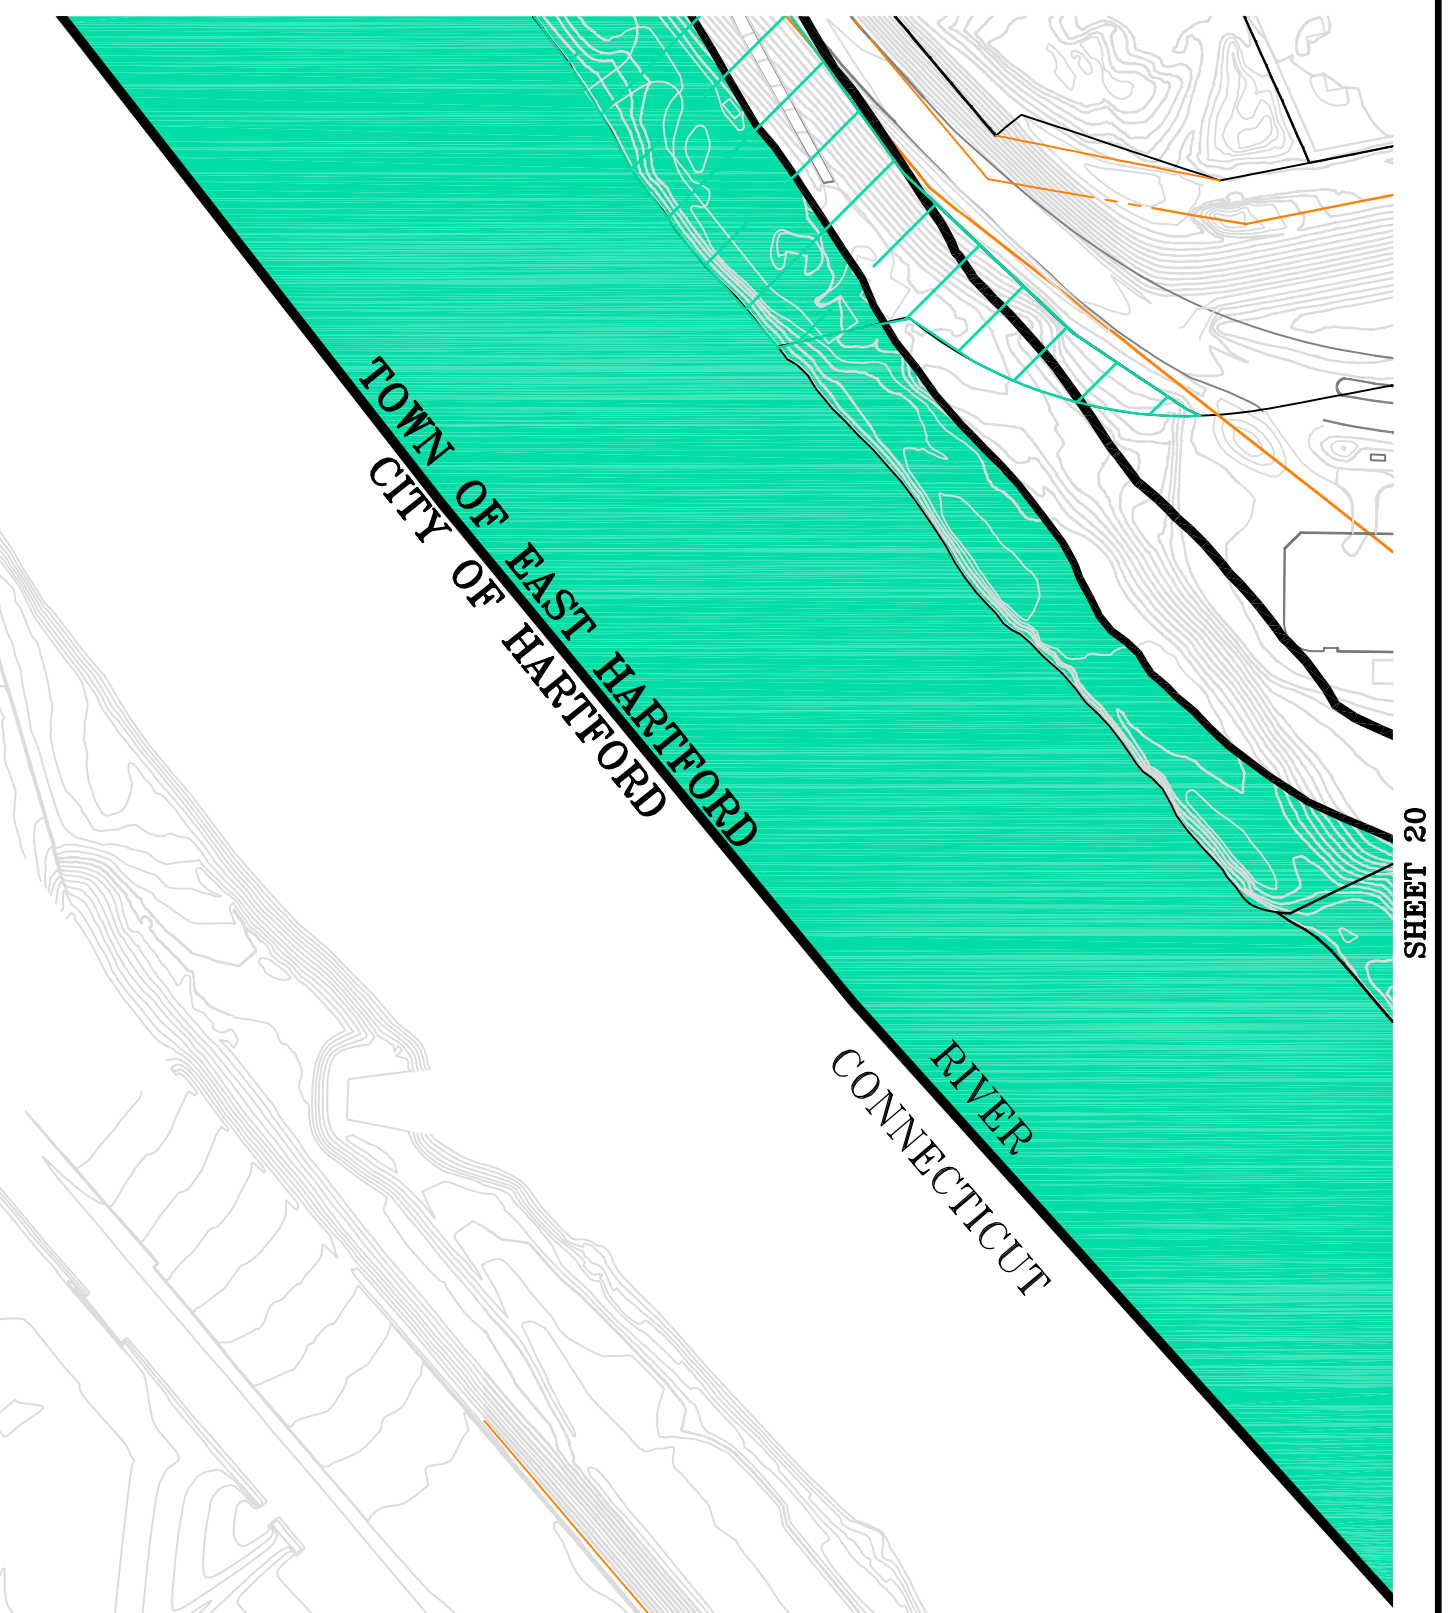 TOWN OF EAST HARTFORD
CITY OF HARTFORD
SHEET 20
RIVER
CONNECTICUT